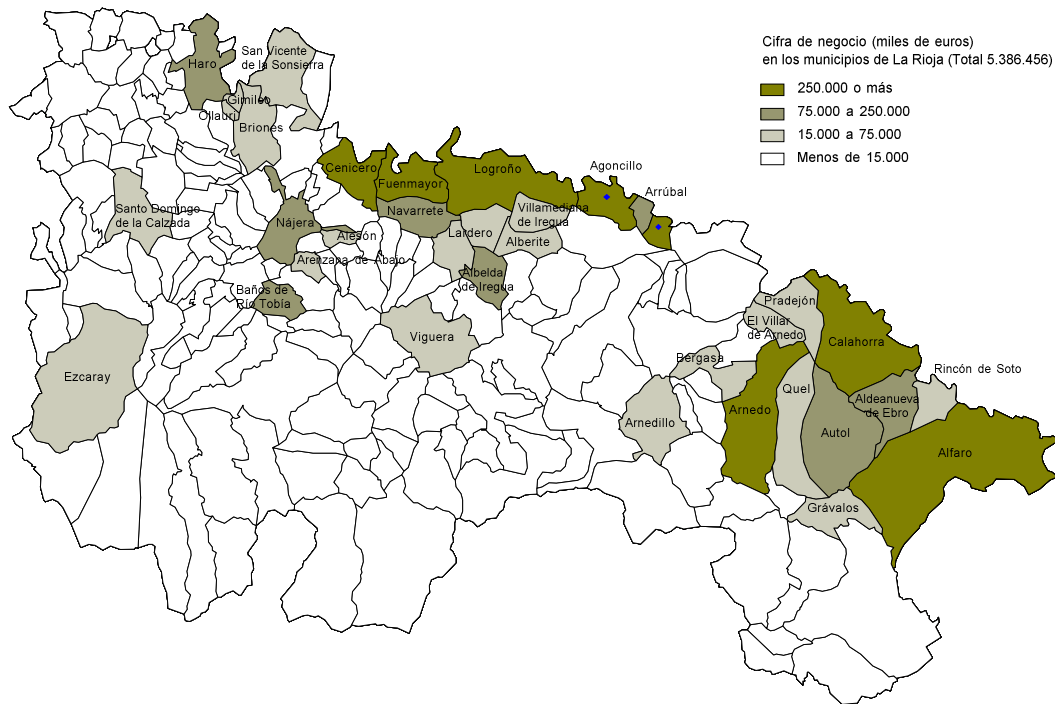 Cifra de negocio (miles de euros)
en los municipios de La Rioja (Total 5.386.456)
250.000 o más
75.000 a 250.000
15.000 a 75.000
Menos de 15.000
Haro
San Vicente
de la Sonsierra
Gimileo
Ollauri
Briones
Cenicero
Fuenmayor
Logroño
Agoncillo
Arrúbal
Santo Domingo
de la Calzada
Nájera
Navarrete
Alesón
Lardero
Villamediana
de Iregua
Alberite
Arenzana de Abajo
Albelda
de Iregua
Baños de
Río Tobía
Viguera
Ezcaray
Pradejón
El Villar
de Arnedo
Calahorra
Bergasa
Rincón de Soto
Quel
Aldeanueva
de Ebro
Arnedo
Arnedillo
Autol
Alfaro
Grávalos